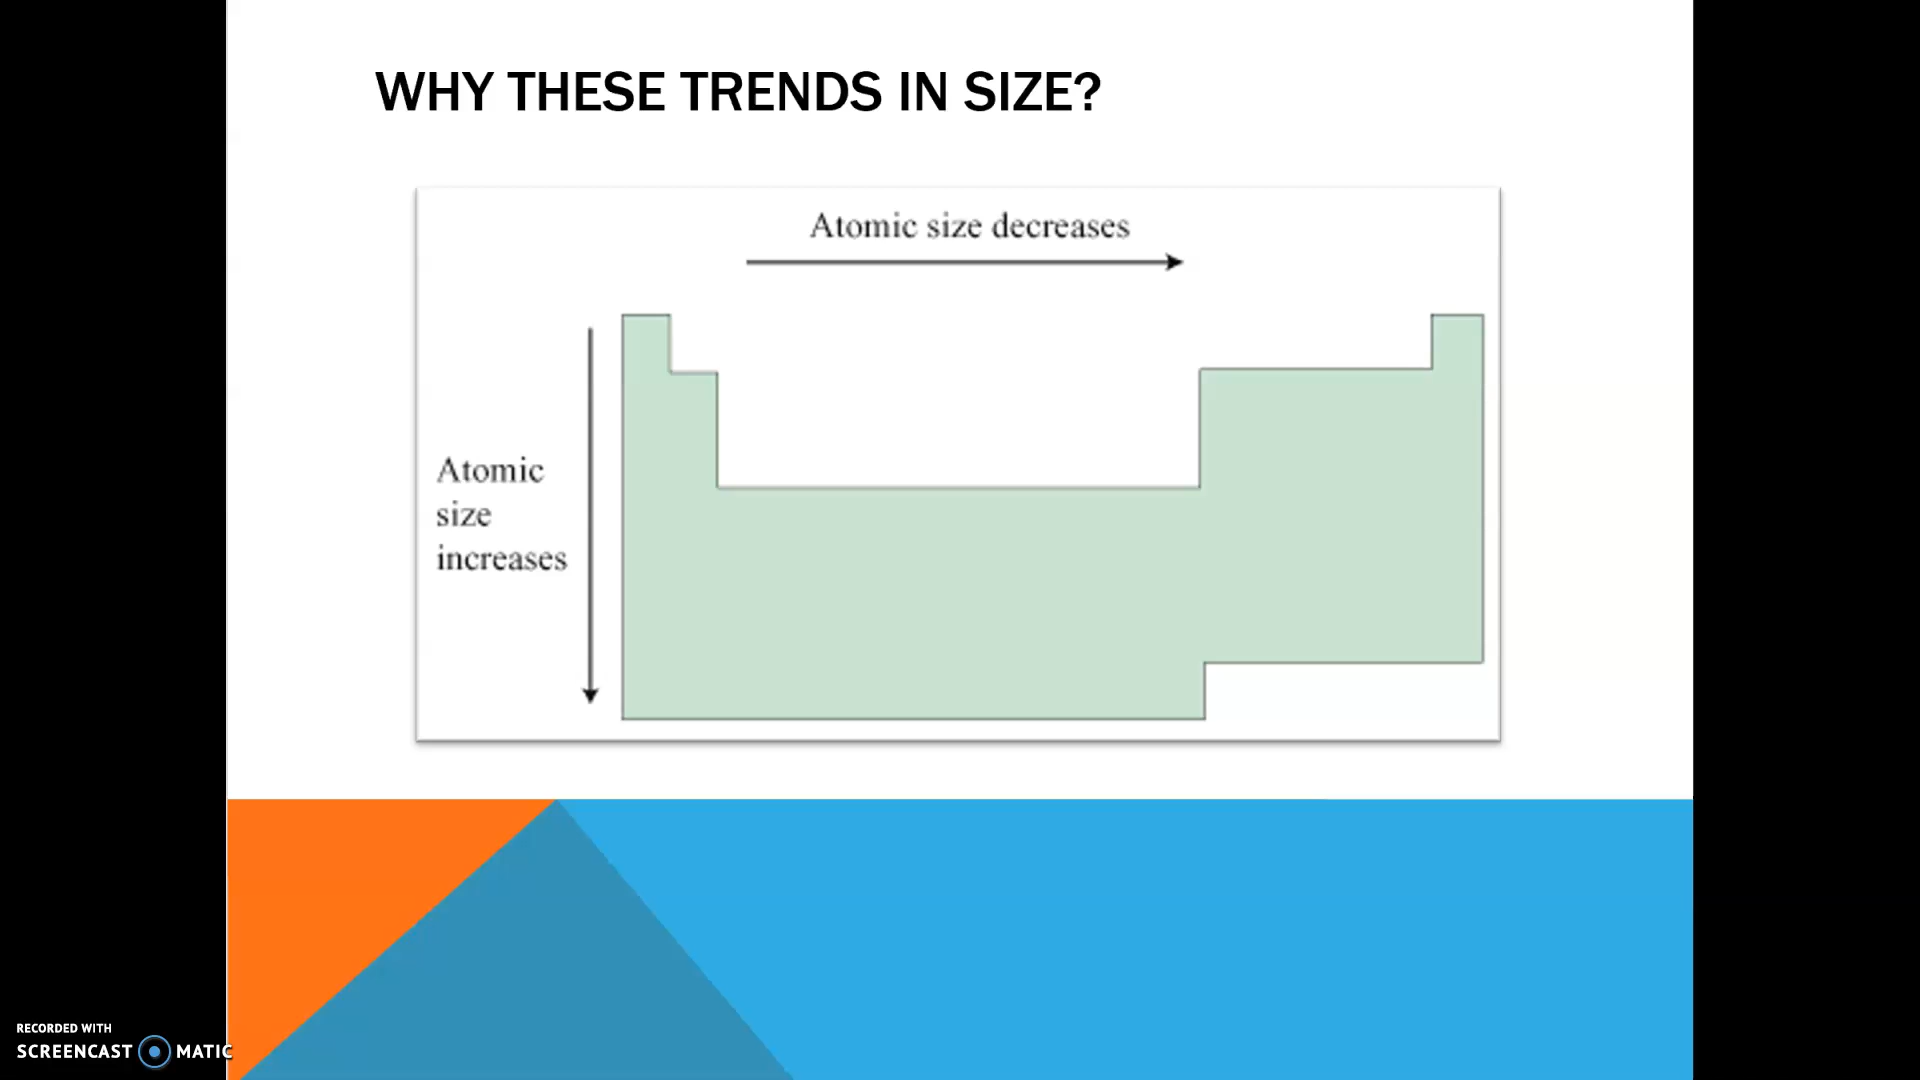 WHY THESE TRENDS IN SIZE?
Atomic size decreases
Atomic
size
increases
RECORDED WITH
SCREENCAST MATIC